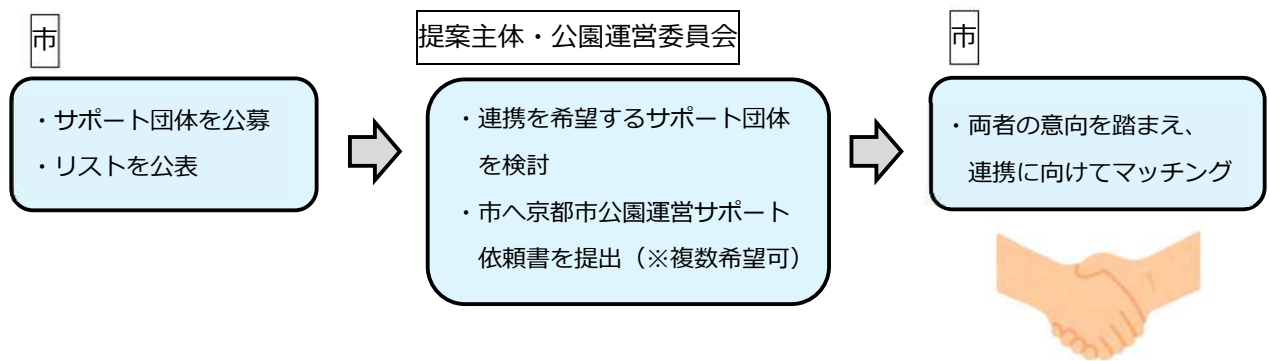 市
・サポート団体を公募
・リストを公表
提案主体・公園運営委員会
・連携を希望するサポート団体
を検討
・市へ京都市公園運営サポート
依頼書を提出（※複数希望可）
市
・両者の意向を踏まえ、
連携に向けてマッチング